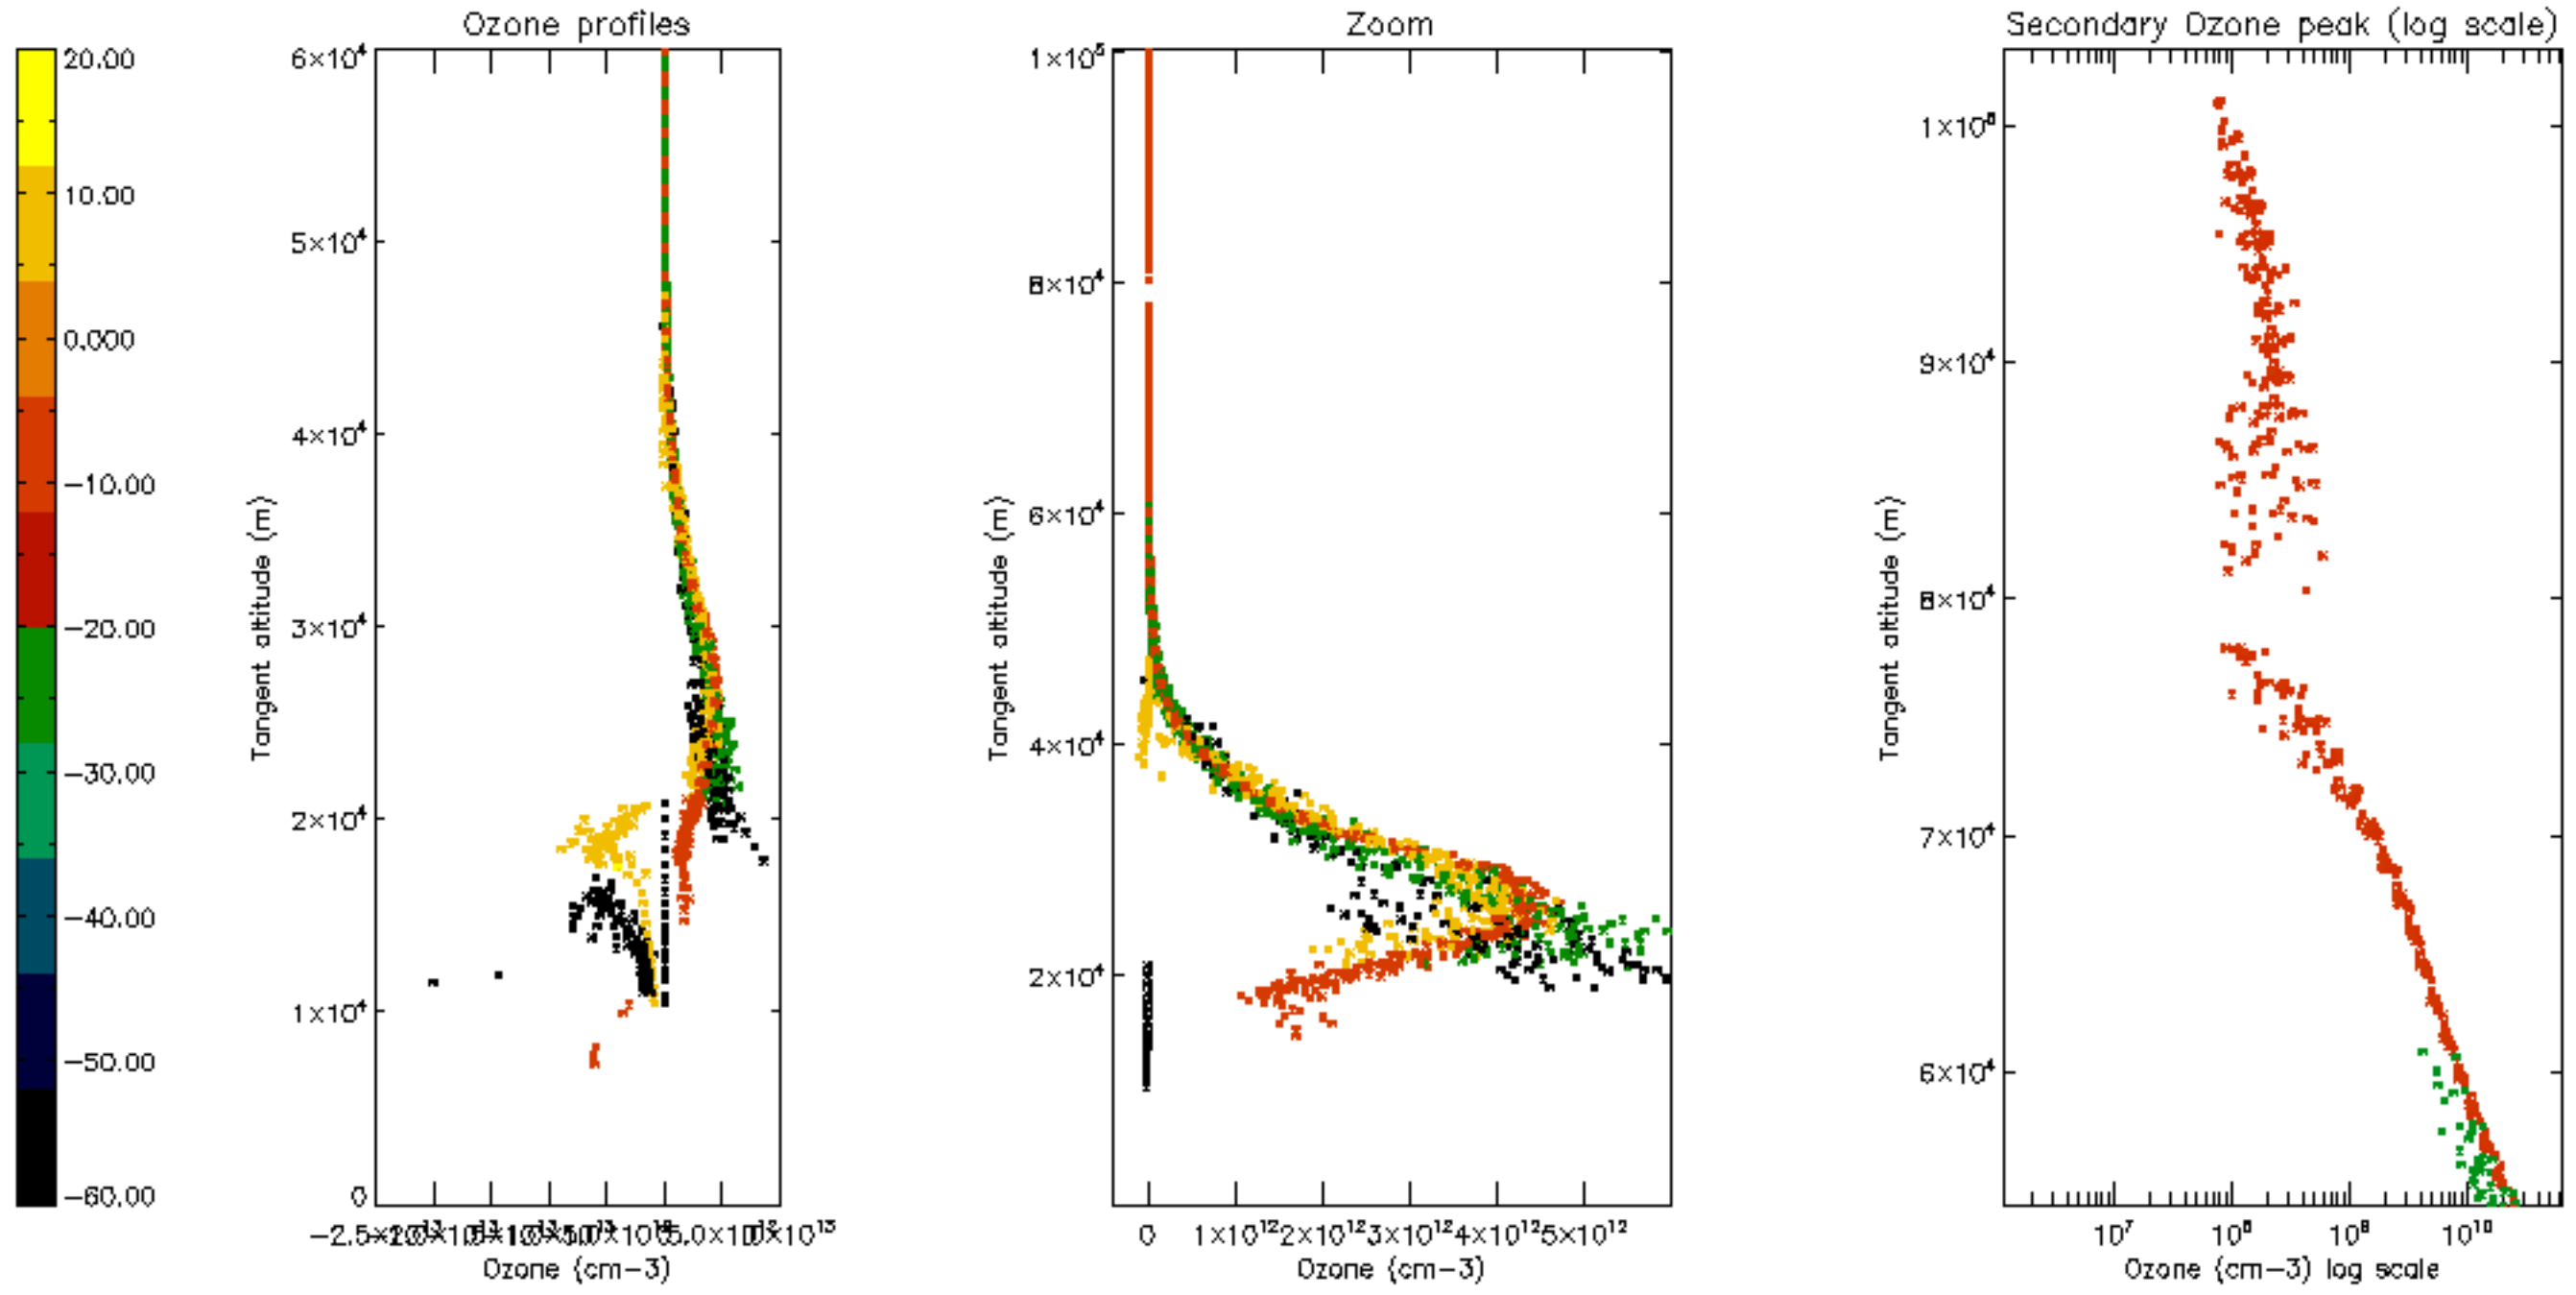 Ozone profiles
Zoom
Secondary Ozone peak (log scale)
20.00
10.00
0.000
−10.00
−20.00
−30.00
−40.00
−50.00
−60.00
6×10⁴
5×10⁴
4×10⁴
3×10⁴
2×10⁴
1×10⁴
0
Tangent altitude (m)
Ozone (cm−3)
1×10⁵
8×10⁴
6×10⁴
4×10⁴
2×10⁴
Tangent altitude (m)
0 1×10¹² 2×10¹² 3×10¹² 4×10¹² 5×10¹²
Ozone (cm−3)
1×10⁵
9×10⁴
8×10⁴
7×10⁴
6×10⁴
Tangent altitude (m)
10⁷ 10⁸ 10⁹ 10¹⁰
Ozone (cm−3) log scale